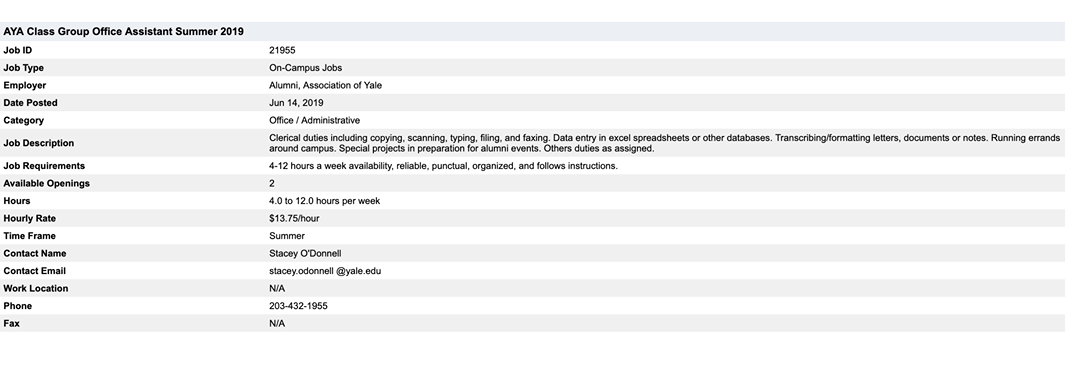 AYA Class Group Office Assistant Summer 2019
Job ID 21955
Job Type On-Campus Jobs
Employer Alumni, Association of Yale
Date Posted Jun 14, 2019
Category Office / Administrative
Job Description Clerical duties including copying, scanning, typing, filing, and faxing. Data entry in excel spreadsheets or other databases. Transcribing/formatting letters, documents or notes. Running errands
around campus. Special projects in preparation for alumni events. Others duties as assigned.
Job Requirements 4-12 hours a week availability, reliable, punctual, organized, and follows instructions.
Available Openings 2
Hours 4.0 to 12.0 hours per week
Hourly Rate $13.75/hour
Time Frame Summer
Contact Name Stacey O'Donnell
Contact Email stacey.odonnell @yale.edu
Work Location N/A
Phone 203-432-1955
Fax N/A